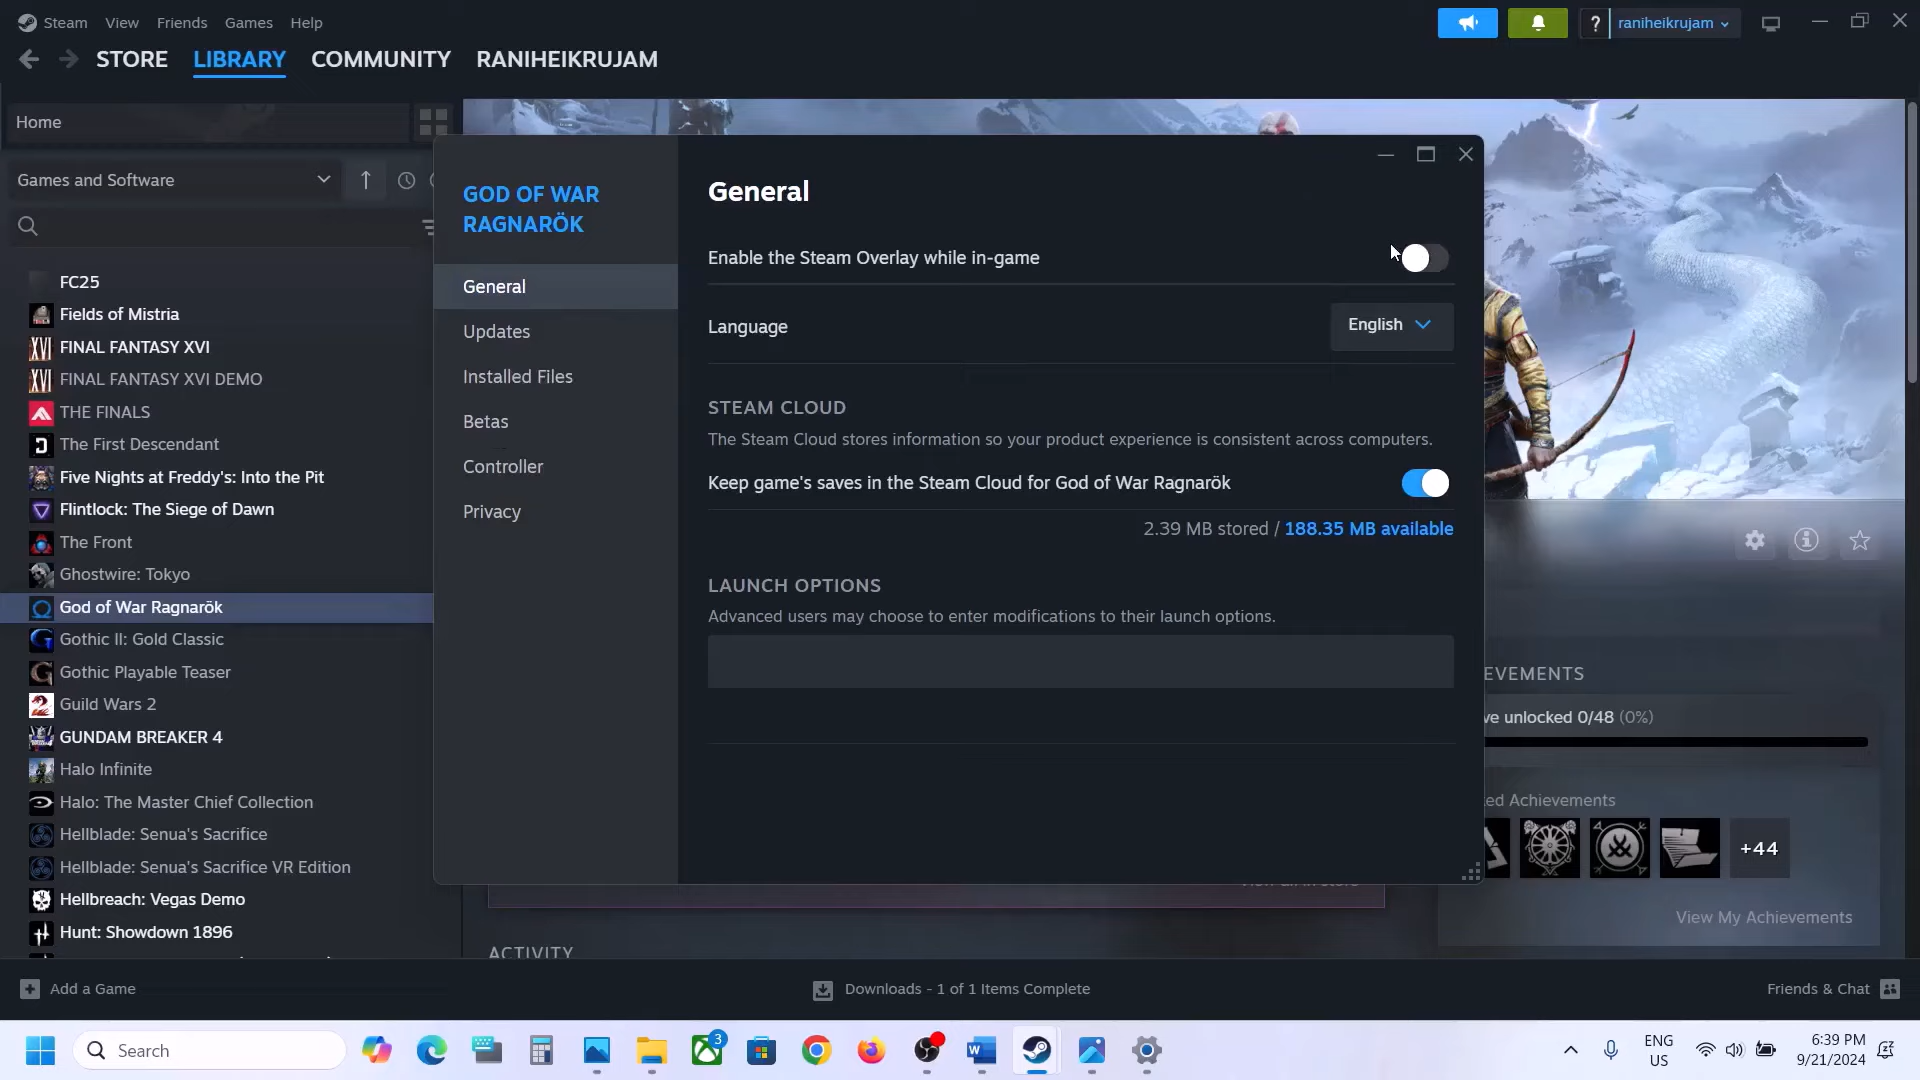 Steam View Friends Games Help
? raniheikrujam
STORE LIBRARY COMMUNITY RANIHEIKRUJAM
Home
Games and Software
FC25
Fields of Mistria
FINAL FANTASY XVI
FINAL FANTASY XVI DEMO
THE FINALS
The First Descendant
Five Nights at Freddy's: Into the Pit
Flintlock: The Siege of Dawn
The Front
Ghostwire: Tokyo
God of War Ragnarök
Gothic II: Gold Classic
Gothic Playable Teaser
Guild Wars 2
GUNDAM BREAKER 4
Halo Infinite
Halo: The Master Chief Collection
Hellblade: Senua's Sacrifice
Hellblade: Senua's Sacrifice VR Edition
Hellbreach: Vegas Demo
Hunt: Showdown 1896
GOD OF WAR
RAGNARÖK
General
Updates
Installed Files
Betas
Controller
Privacy
General
Enable the Steam Overlay while in-game
Language English
STEAM CLOUD
The Steam Cloud stores information so your product experience is consistent across computers.
Keep game's saves in the Steam Cloud for God of War Ragnarök
2.39 MB stored / 188.35 MB available
LAUNCH OPTIONS
Advanced users may choose to enter modifications to their launch options.
EVEMENTS
ve unlocked 0/48 (0%)
ed Achievements
+44
View My Achievements
ACTIVITY
Add a Game
Downloads - 1 of 1 Items Complete
Friends & Chat
Search
3
ENG
US
6:39 PM
9/21/2024